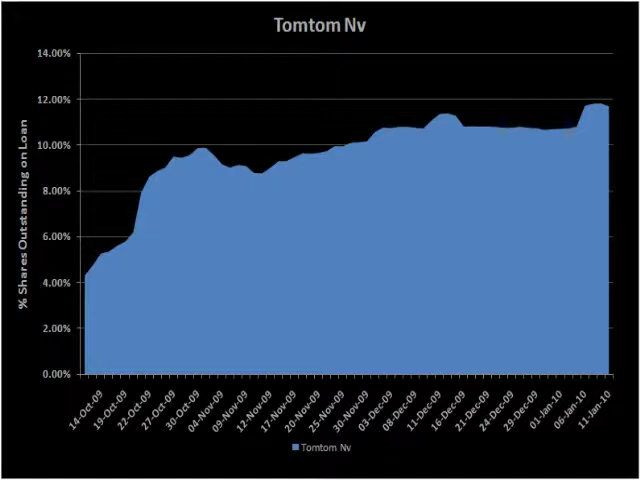 Tomtom Nv
14.00%
12.00%
10.00%
8.00%
6.00%
4.00%
2.00%
0.00%
% Shares Outstanding on Loan
14-Oct-09
19-Oct-09
22-Oct-09
27-Oct-09
30-Oct-09
04-Nov-09
09-Nov-09
12-Nov-09
17-Nov-09
20-Nov-09
25-Nov-09
30-Nov-09
03-Dec-09
08-Dec-09
11-Dec-09
16-Dec-09
21-Dec-09
24-Dec-09
29-Dec-09
01-Jan-10
06-Jan-10
11-Jan-10
Tomtom Nv